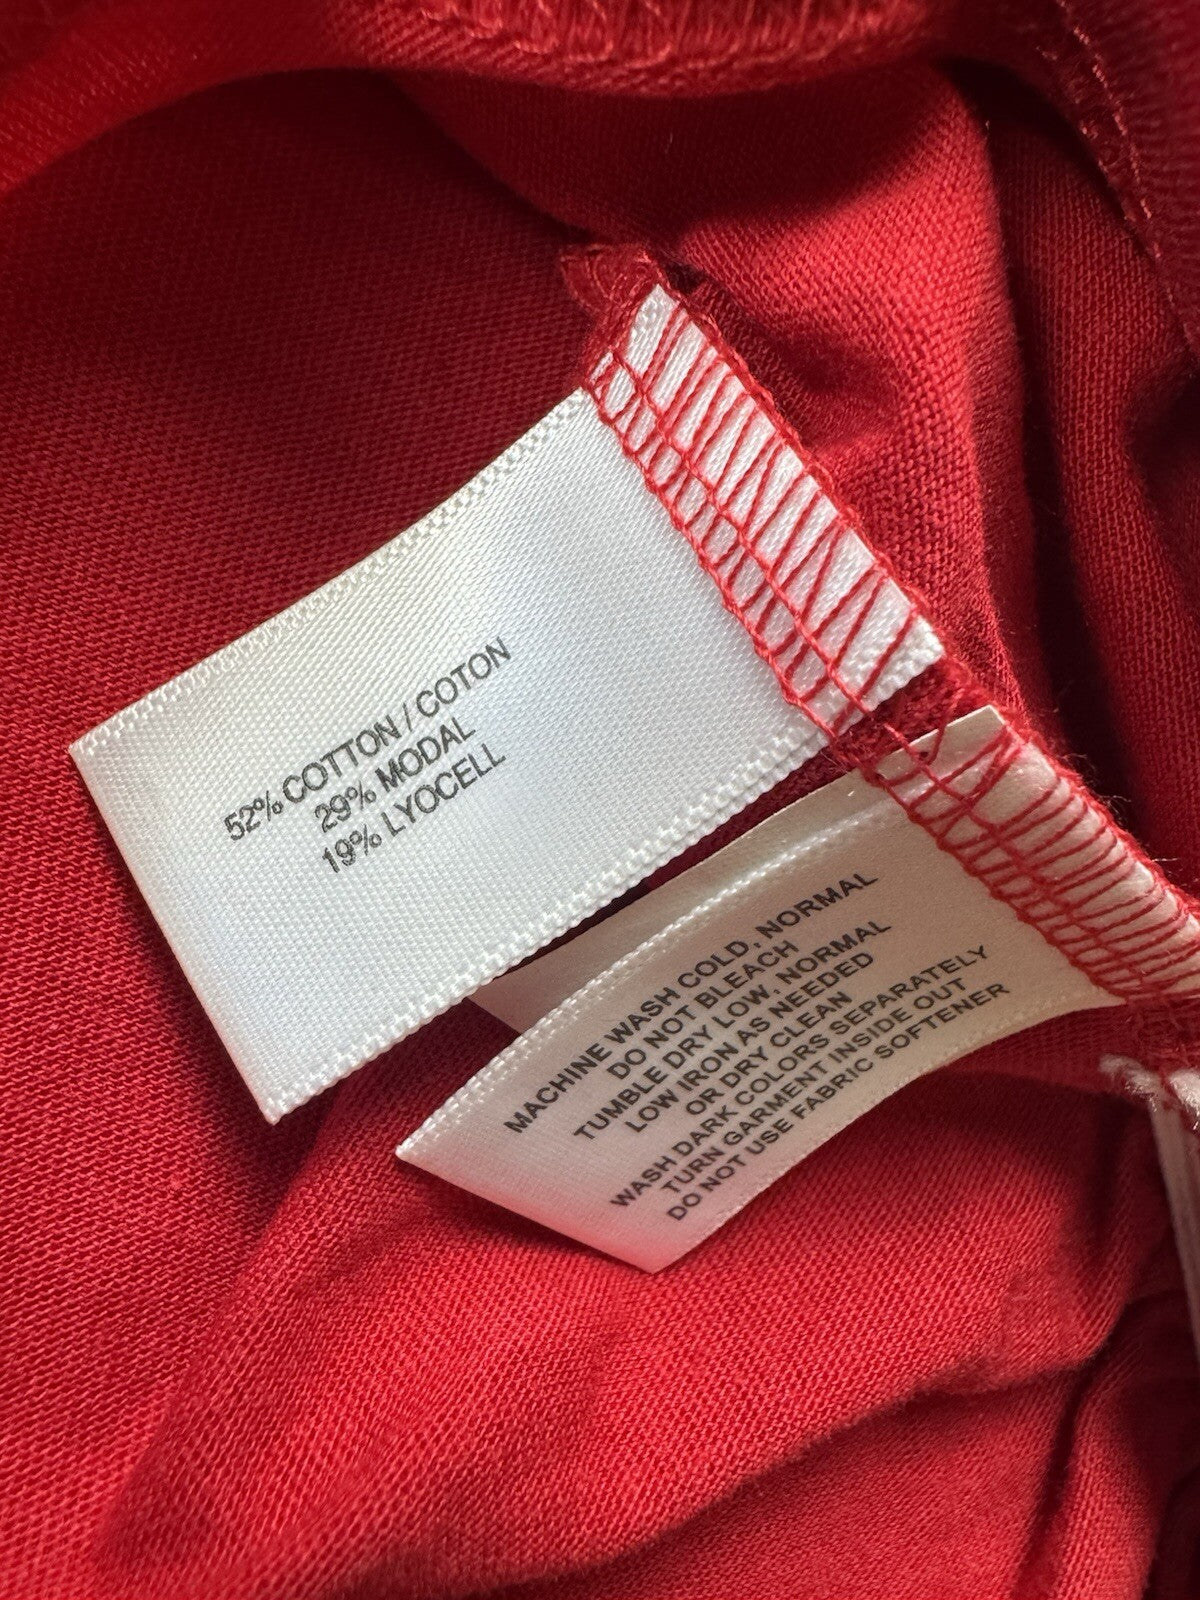 52% COTTON / COTON
29% MODAL
19% LYOCELL
MACHINE WASH COLD, NORMAL
DO NOT BLEACH
TUMBLE DRY LOW, NORMAL
LOW IRON AS NEEDED
OR DRY CLEAN
WASH DARK COLORS SEPARATELY
TURN GARMENT INSIDE OUT
DO NOT USE FABRIC SOFTENER